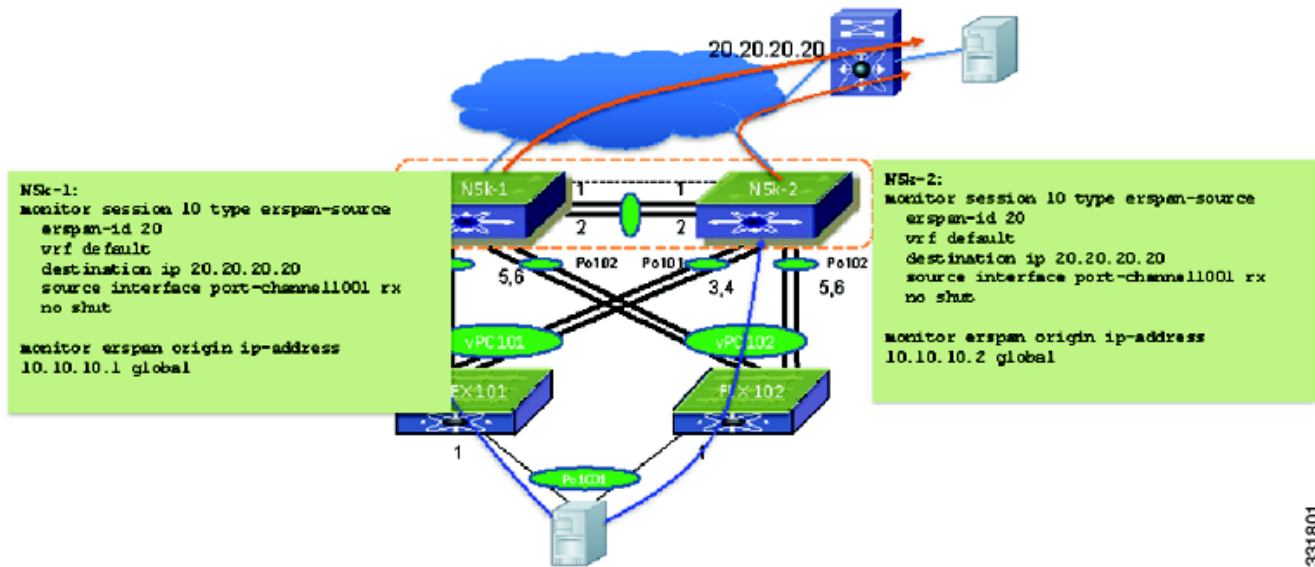 20.20.20.20
N5k-1:
monitor session 10 type erspan-source
erspan-id 20
vrf default
destination ip 20.20.20.20
source interface port-channel1001 rx
no shut
monitor erspan origin ip-address
10.10.10.1 global
N5k-1
1
1
2
2
N5k-2
N5k-2:
monitor session 10 type erspan-source
erspan-id 20
vrf default
destination ip 20.20.20.20
source interface port-channel1001 rx
no shut
monitor erspan origin ip-address
10.10.10.2 global
5,6
Po102
Po101
3,4
Po102
5,6
vPC101
vPC102
EX101
FEX102
1
1
Po1001
331801